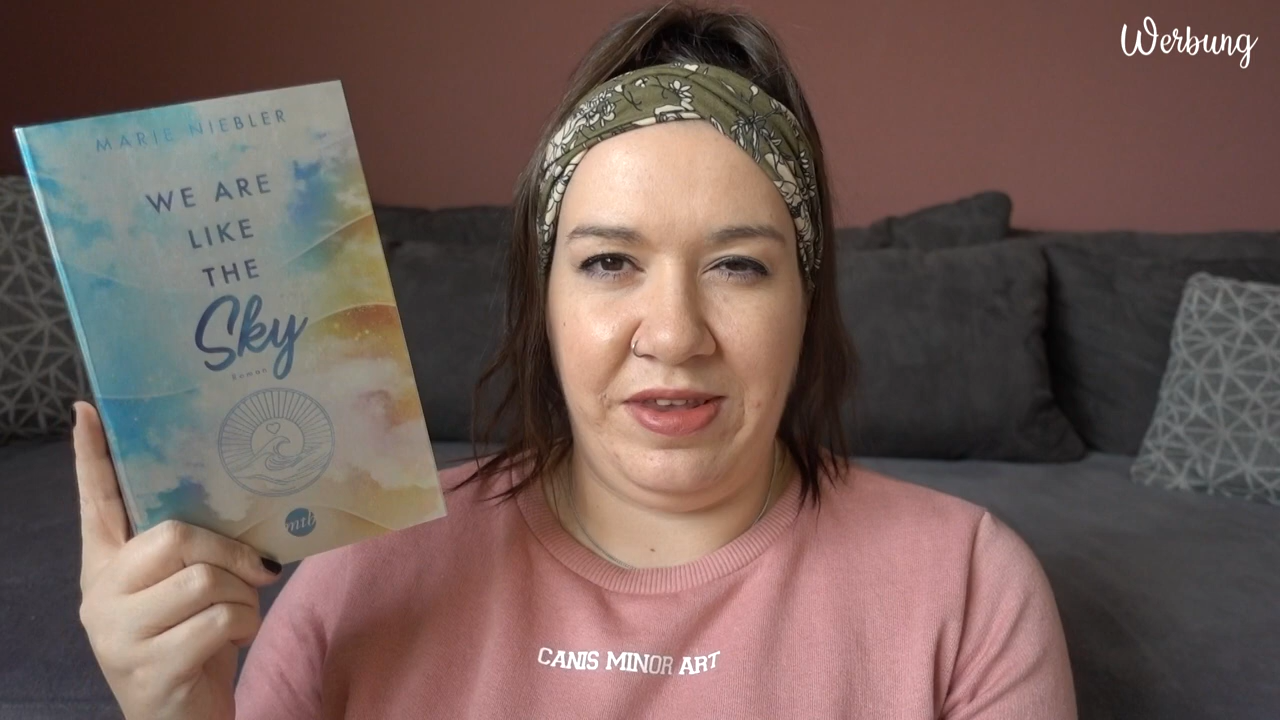 Werbung
MARIE NIEBLER
WE ARE
LIKE
THE
Sky
Roman
mtb
CANIS MINOR ART